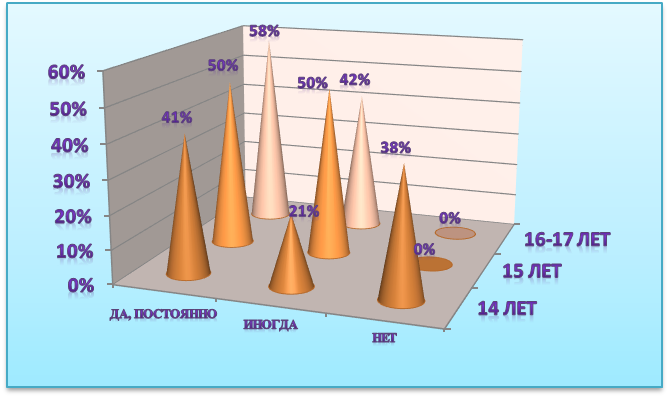 58%
50%
50%
42%
41%
38%
21%
0%
0%
60%
50%
40%
30%
20%
10%
0%
ДА, ПОСТОЯННО
ИНОГДА
НЕТ
16-17 ЛЕТ
15 ЛЕТ
14 ЛЕТ